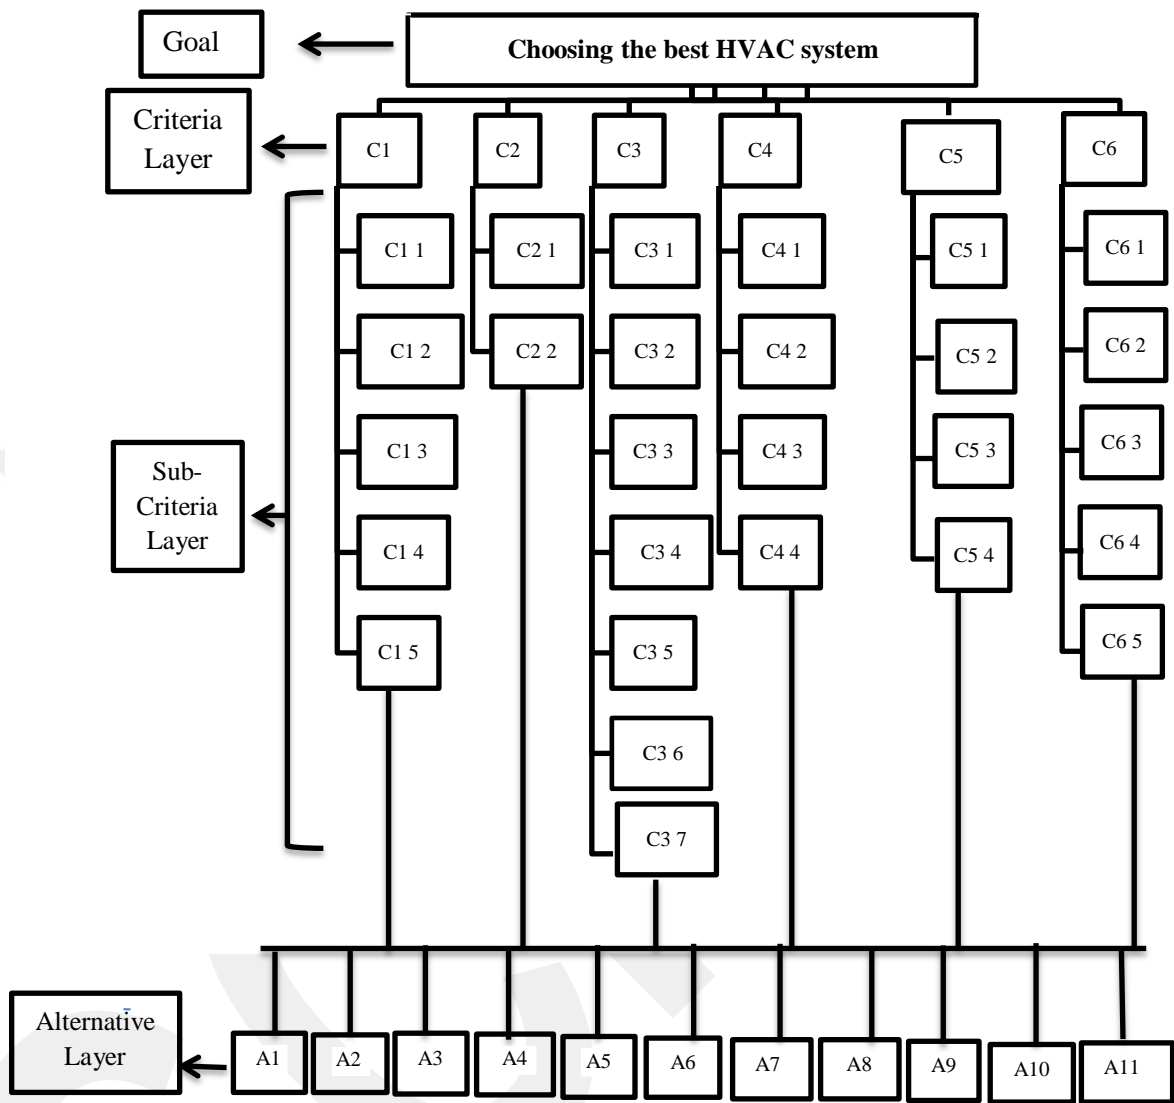 Goal
Choosing the best HVAC system
Criteria
Layer
C1
C2
C3
C4
C5
C6
C1 1
C2 1
C3 1
C4 1
C5 1
C6 1
C1 2
C2 2
C3 2
C4 2
C5 2
C6 2
C1 3
C3 3
C4 3
C5 3
C6 3
Sub-
Criteria
Layer
C1 4
C3 4
C4 4
C5 4
C6 4
C1 5
C3 5
C6 5
C3 6
C3 7
Alternative
Layer
A1
A2
A3
A4
A5
A6
A7
A8
A9
A10
A11